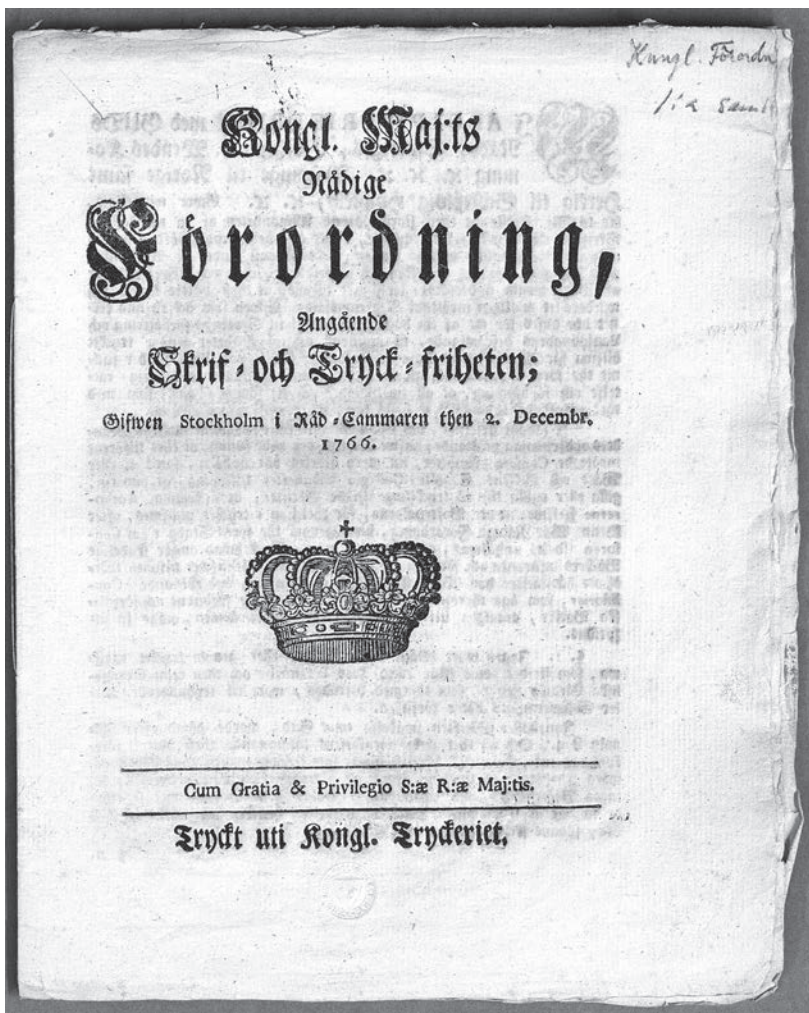 Kungl. Förordn
Kongl. Maj:ts
Nådige
Förordning,
Angående
Skrif-och Tryck-friheten;
Gifwen Stockholm i Råd-Cammaren then 2. Decembr.
1766.
Cum Gratia & Privilegio S:æ R:æ Maj:tis.
Tryckt uti Kongl. Tryckeriet.